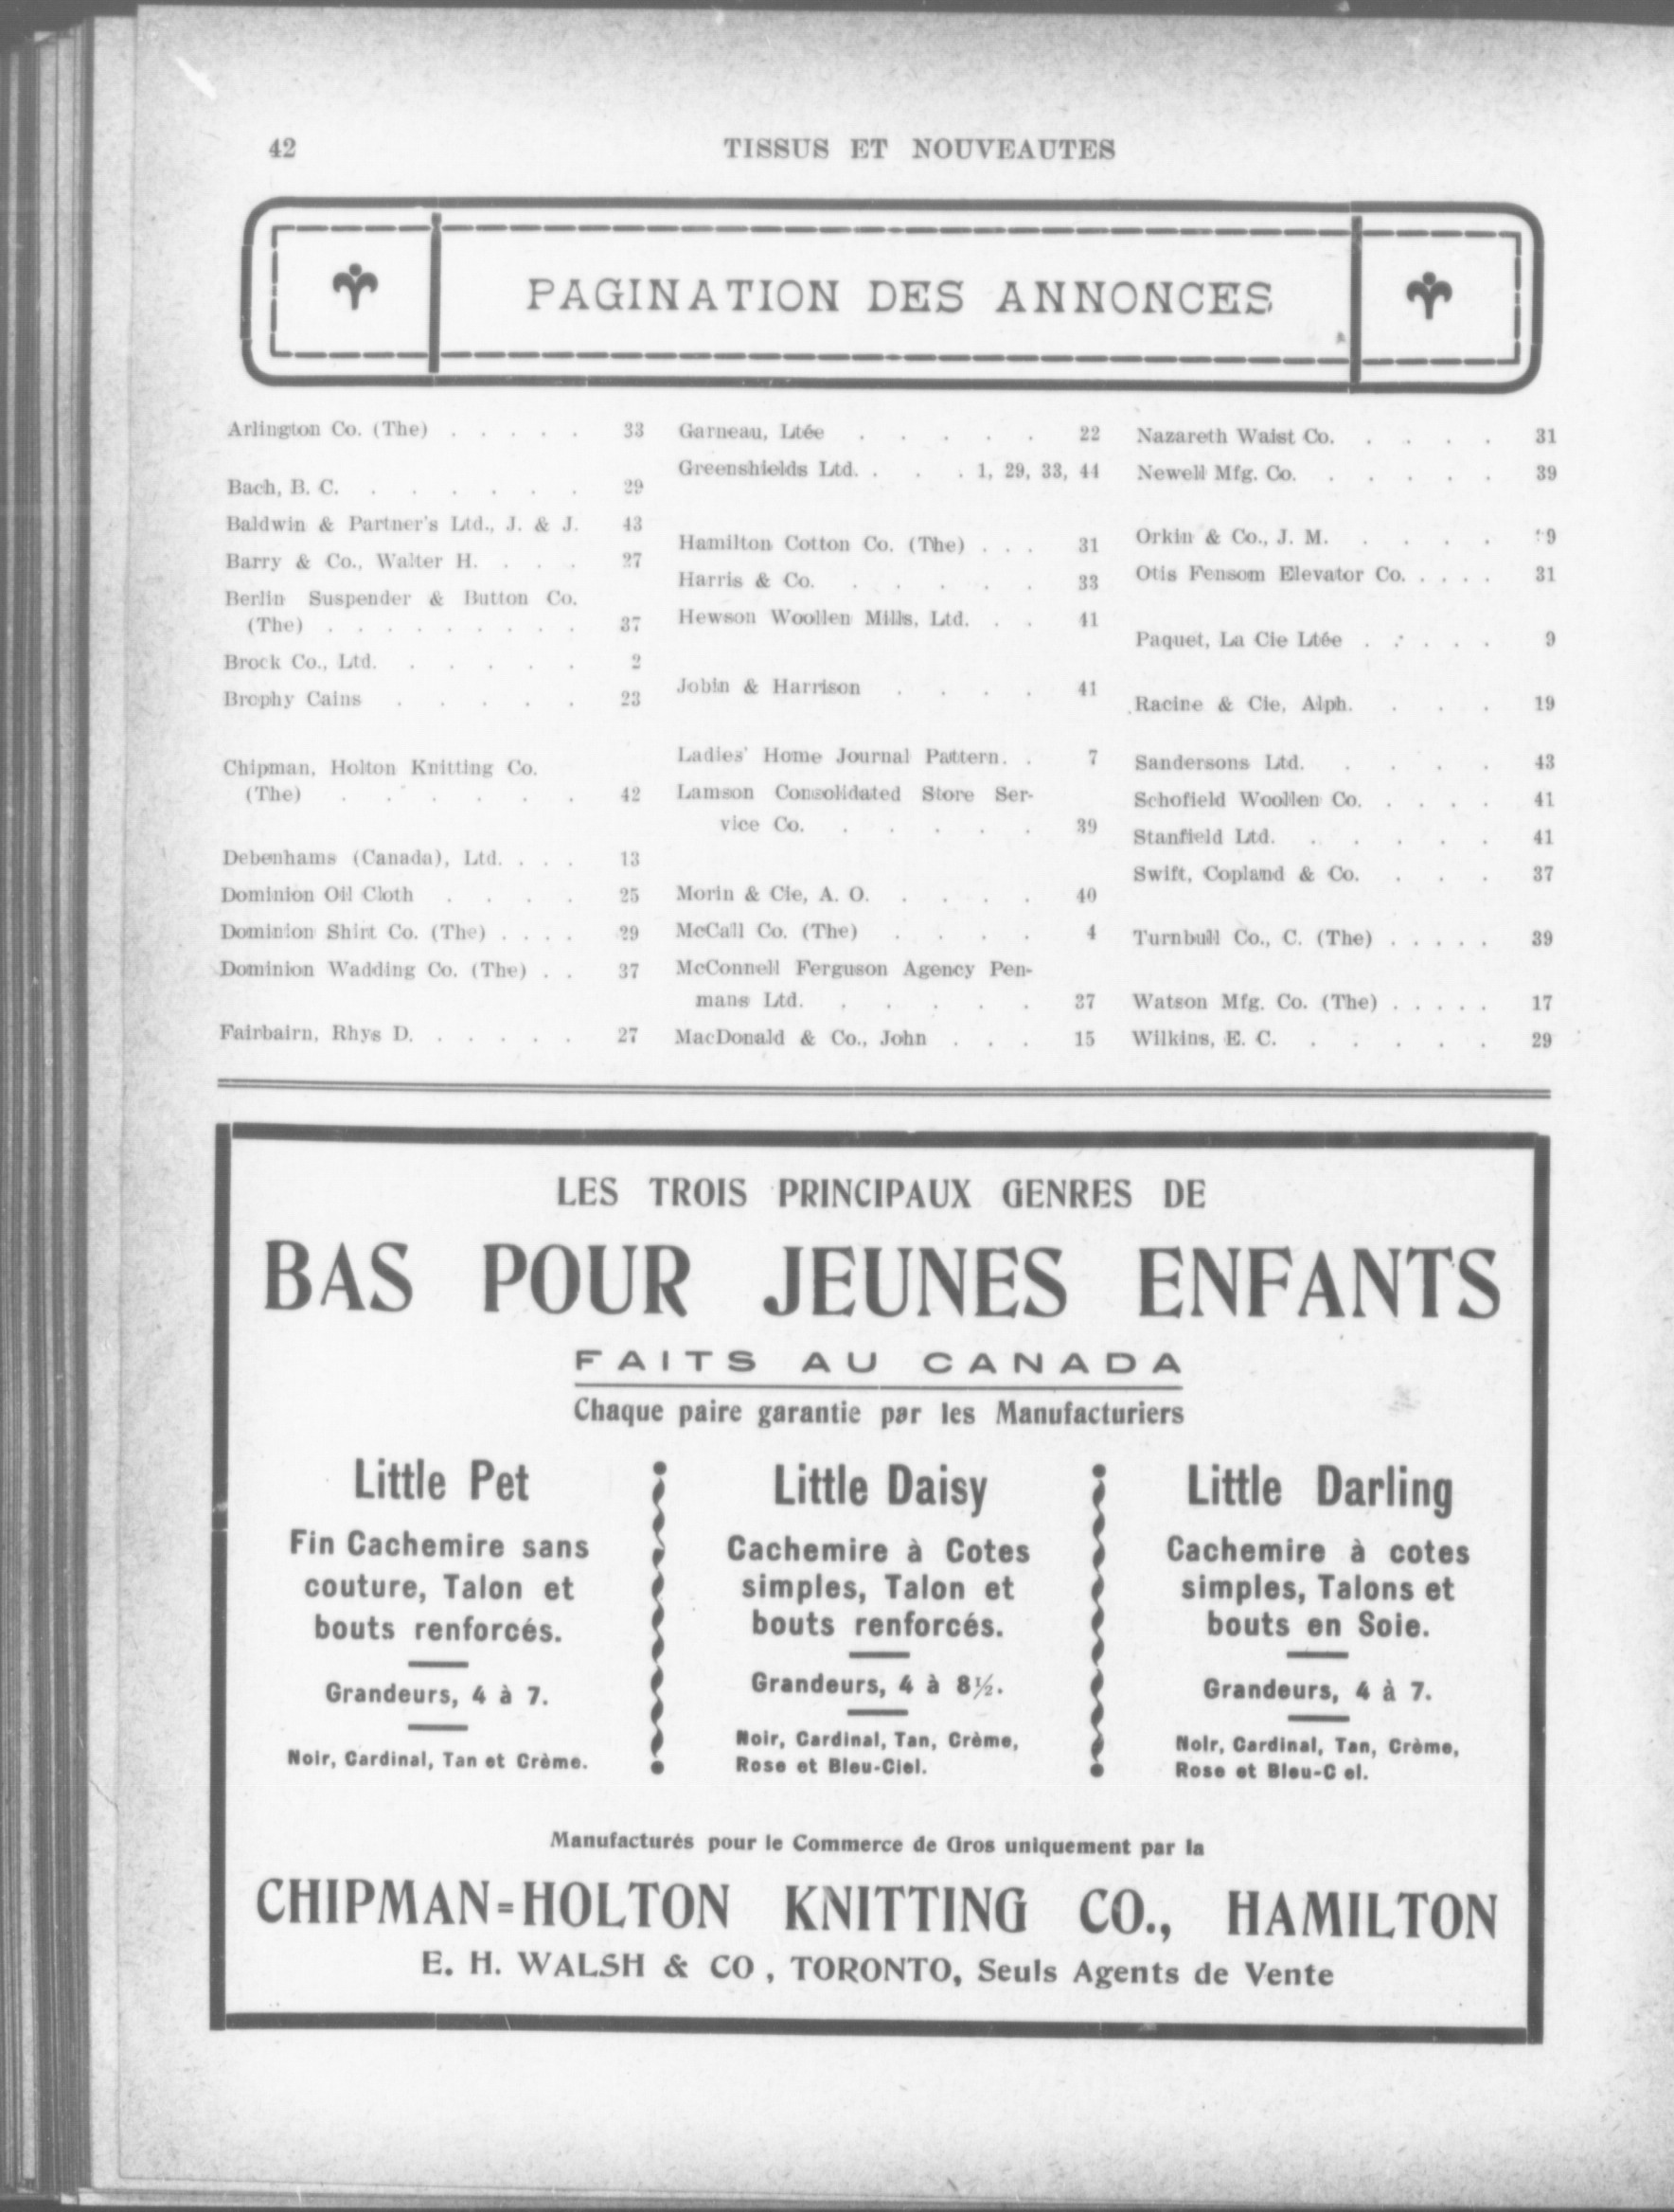 42
TISSUS ET NOUVEAUTES
PAGINATION DES ANNONCES
Arlington Co. (The) . . . . . 33
Bach, B. C. . . . . . . 29
Baldwin & Partner's Ltd., J. & J. 43
Barry & Co., Walter H. . . . 27
Berlin Suspender & Button Co.
(The) . . . . . . . . . 37
Brock Co., Ltd. . . . . . 2
Brophy Cains . . . . . 23
Chipman, Holton Knitting Co.
(The) . . . . . . 42
Debenhams (Canada), Ltd. . . . 13
Dominion Oil Cloth . . . . 25
Dominion Shirt Co. (The) . . . . 29
Dominion Wadding Co. (The) . . 37
Fairbairn, Rhys D. . . . . . 27
Garneau, Ltée . . . . . 22
Greenshields Ltd. . . . 1, 29, 33, 44
Hamilton Cotton Co. (The) . . . 31
Harris & Co. . . . . . 33
Hewson Woollen Mills, Ltd. . . 41
Jobin & Harrison . . . . 41
Ladies' Home Journal Pattern. . 7
Lamson Consolidated Store Ser-
vice Co. . . . . . 39
Morin & Cie, A. O. . . . . 40
McCall Co. (The) . . . . 4
McConnell Ferguson Agency Pen-
mans Ltd. . . . . . 37
MacDonald & Co., John . . . 15
Nazareth Waist Co. . . . . 31
Newell Mfg. Co. . . . . . 39
Orkin & Co., J. M. . . . . 9
Otis Fensom Elevator Co. . . . . 31
Paquet, La Cie Ltée . . . . . 9
Racine & Cie, Alph. . . . 19
Sandersons Ltd. . . . . 43
Schofield Woollen Co. . . . . 41
Stanfield Ltd. . . . . . 41
Swift, Copland & Co. . . . 37
Turnbull Co., C. (The) . . . . . 39
Watson Mfg. Co. (The) . . . . . 17
Wilkins, E. C. . . . . . 29
LES TROIS PRINCIPAUX GENRES DE
BAS POUR JEUNES ENFANTS
FAITS AU CANADA
Chaque paire garantie par les Manufacturiers
Little Pet
Fin Cachemire sans
couture, Talon et
bouts renforcés.
Grandeurs, 4 à 7.
Noir, Cardinal, Tan et Crème.
Little Daisy
Cachemire à Cotes
simples, Talon et
bouts renforcés.
Grandeurs, 4 à 8½.
Noir, Cardinal, Tan, Crème,
Rose et Bleu-Ciel.
Little Darling
Cachemire à cotes
simples, Talons et
bouts en Soie.
Grandeurs, 4 à 7.
Noir, Cardinal, Tan, Crème,
Rose et Bleu-C el.
Manufacturés pour le Commerce de Gros uniquement par la
CHIPMAN=HOLTON KNITTING CO., HAMILTON
E. H. WALSH & CO , TORONTO, Seuls Agents de Vente